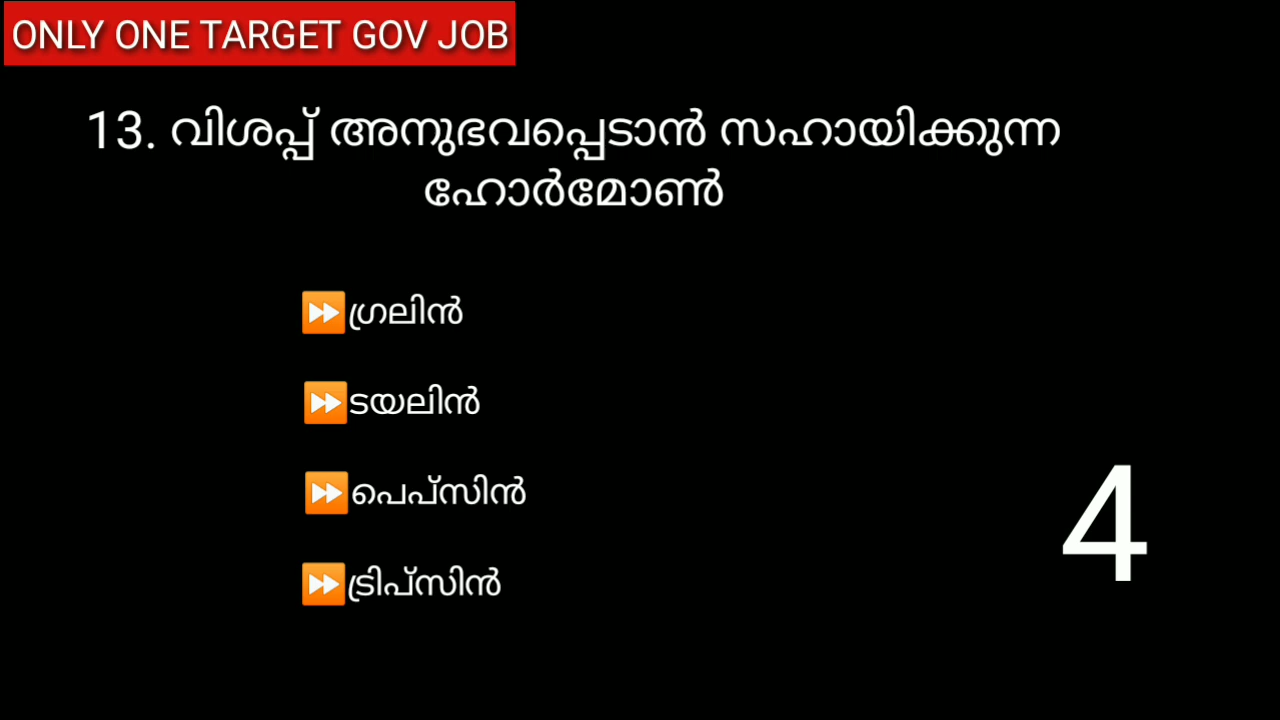 ONLY ONE TARGET GOV JOB
13. വിശപ്പ് അനുഭവപ്പെടാൻ സഹായിക്കുന്ന
ഹോർമോൺ
⏩ഗ്രലിൻ
⏩ടയലിൻ
⏩പെപ്സിൻ
4
⏩ട്രിപ്സിൻ